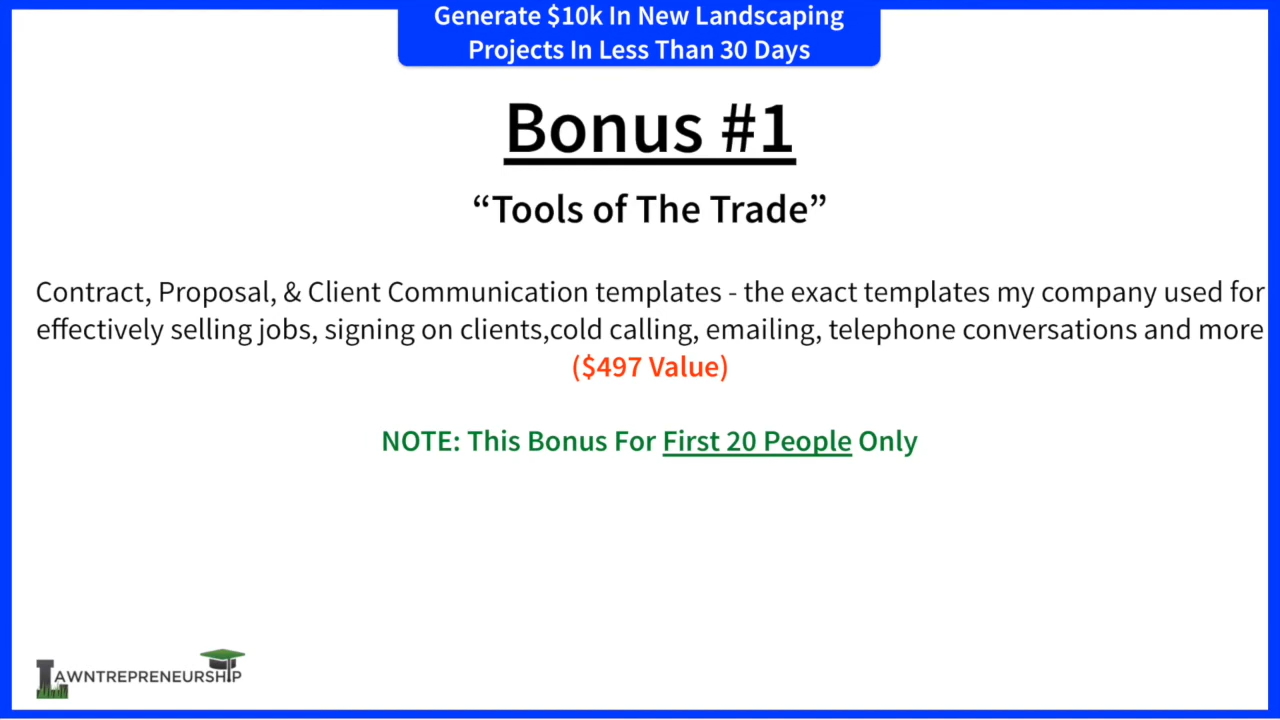 Generate $10k In New Landscaping
Projects In Less Than 30 Days
Bonus #1
“Tools of The Trade”
Contract, Proposal, & Client Communication templates - the exact templates my company used for
effectively selling jobs, signing on clients,cold calling, emailing, telephone conversations and more
($497 Value)
NOTE: This Bonus For First 20 People Only
LAWNTREPRENEURSHIP